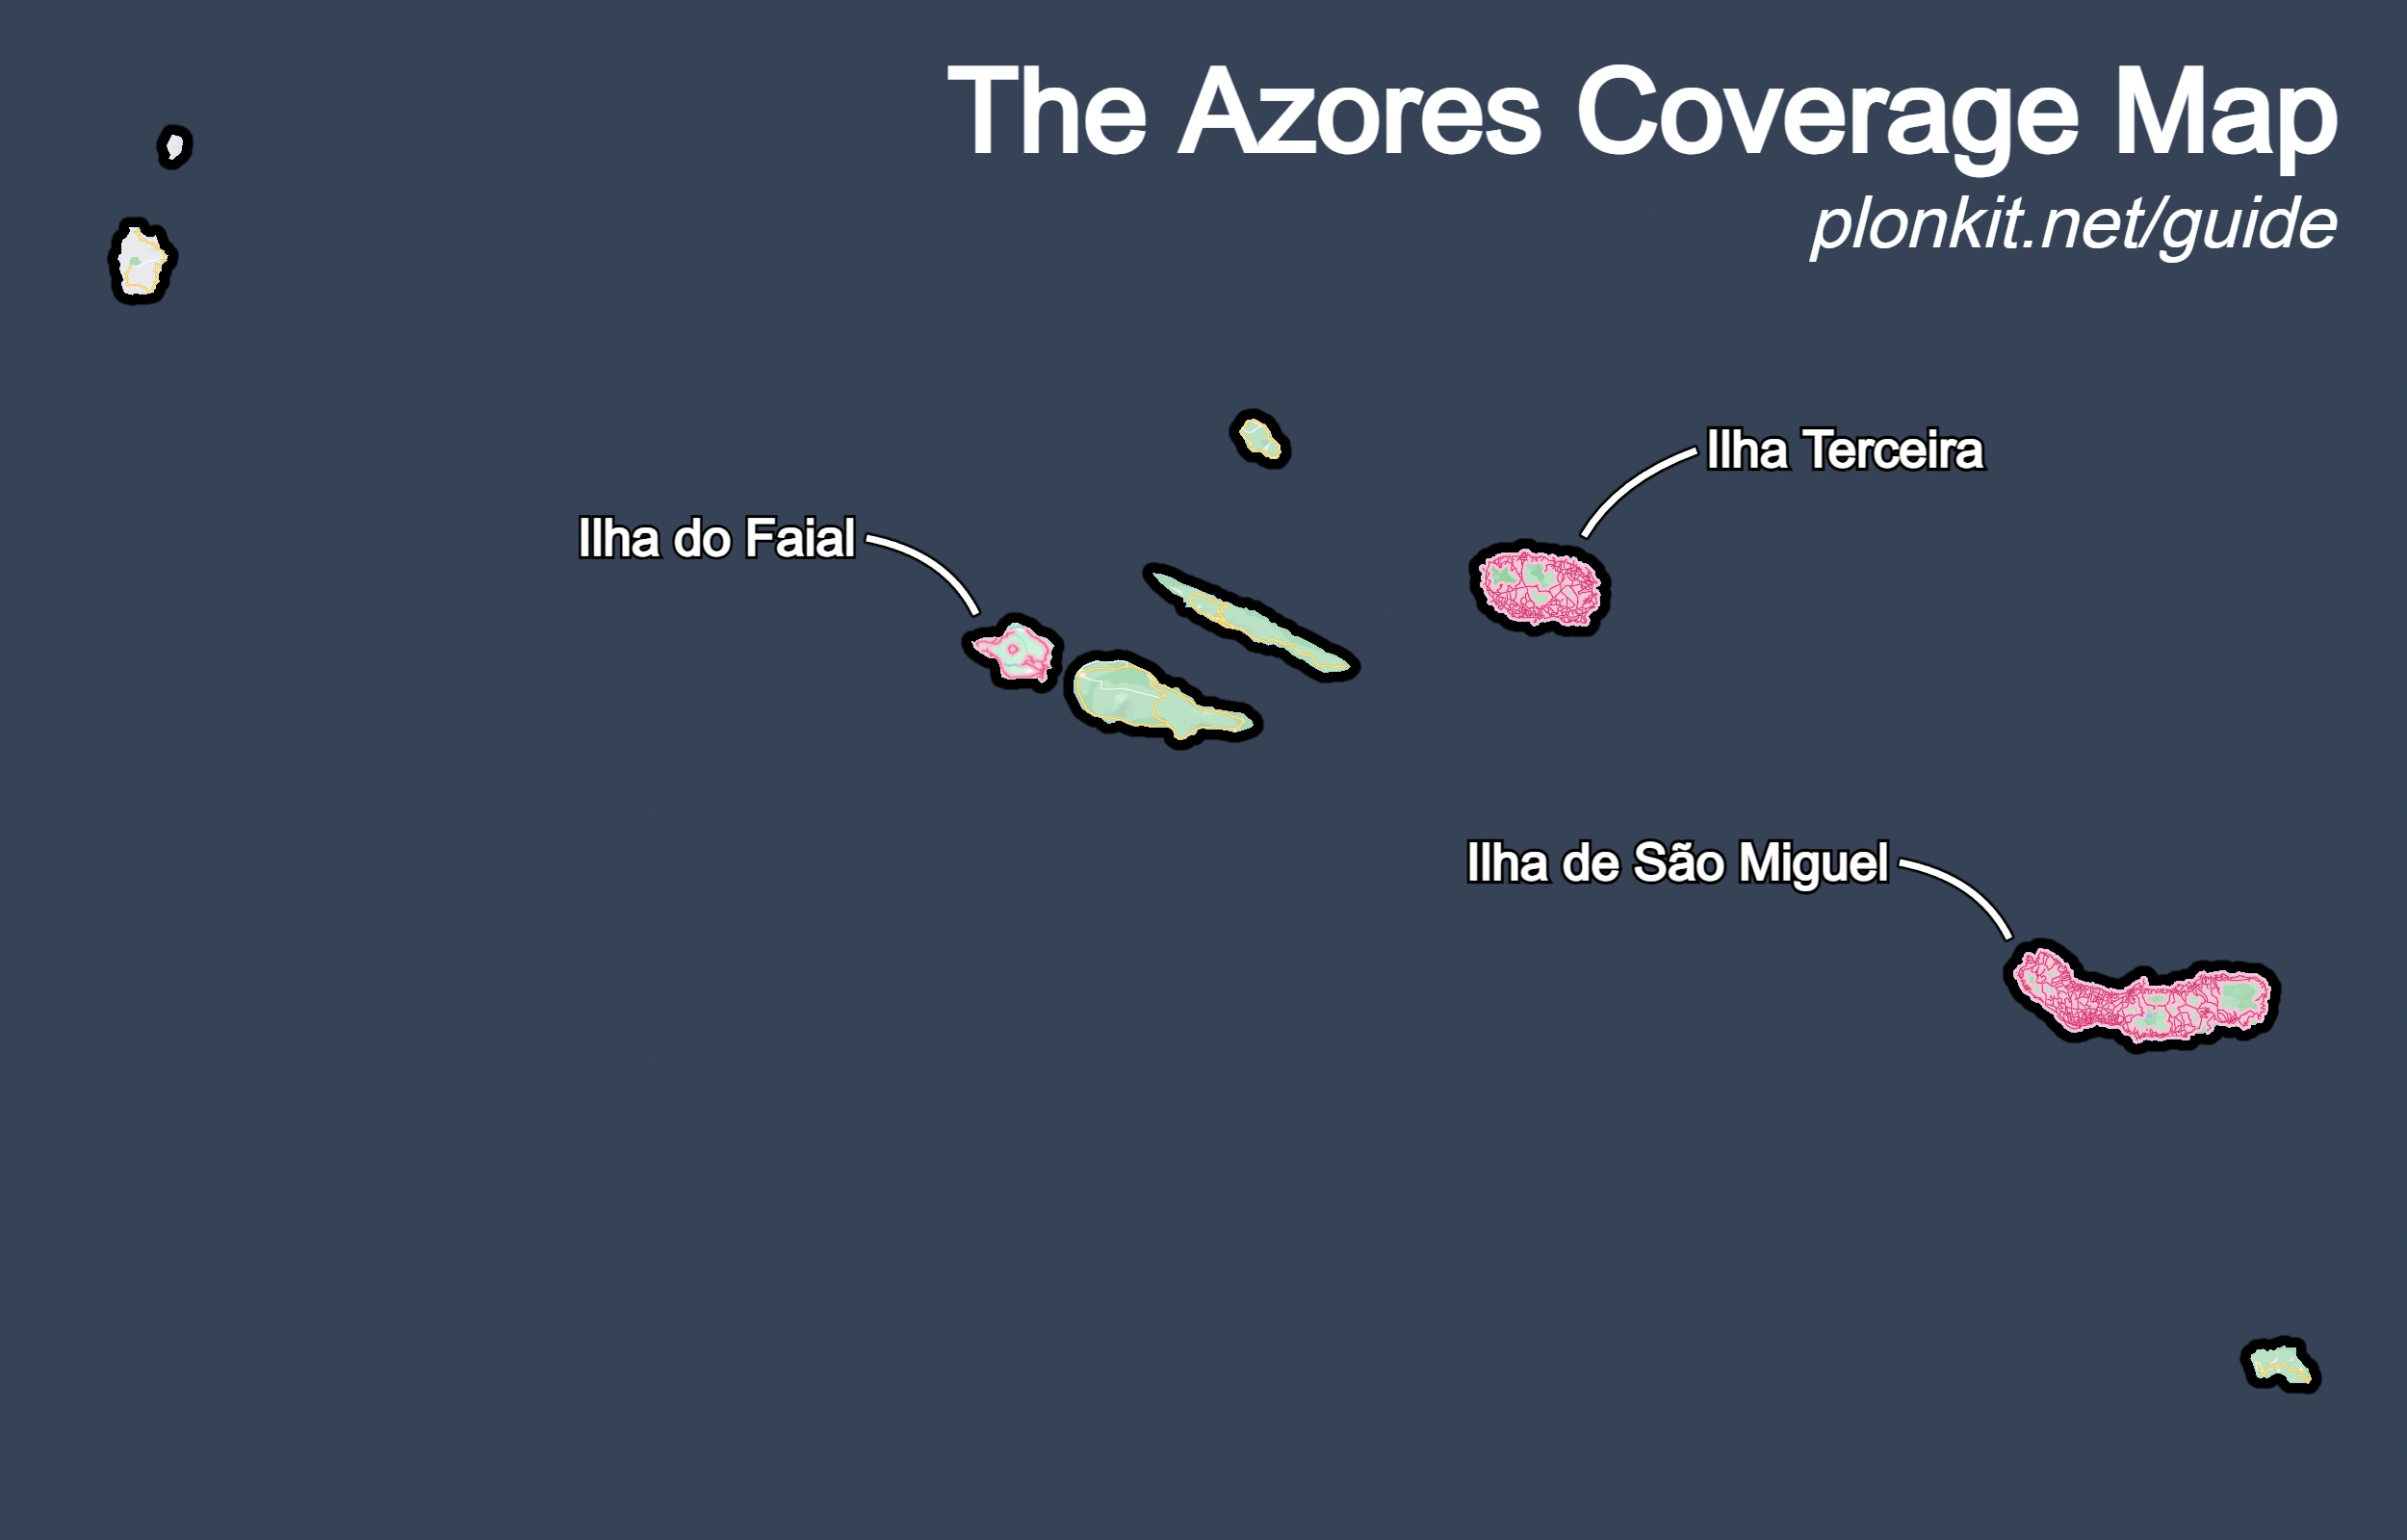 The Azores Coverage Map
plonkit.net/guide
Ilha Terceira
Ilha do Faial
Ilha de São Miguel